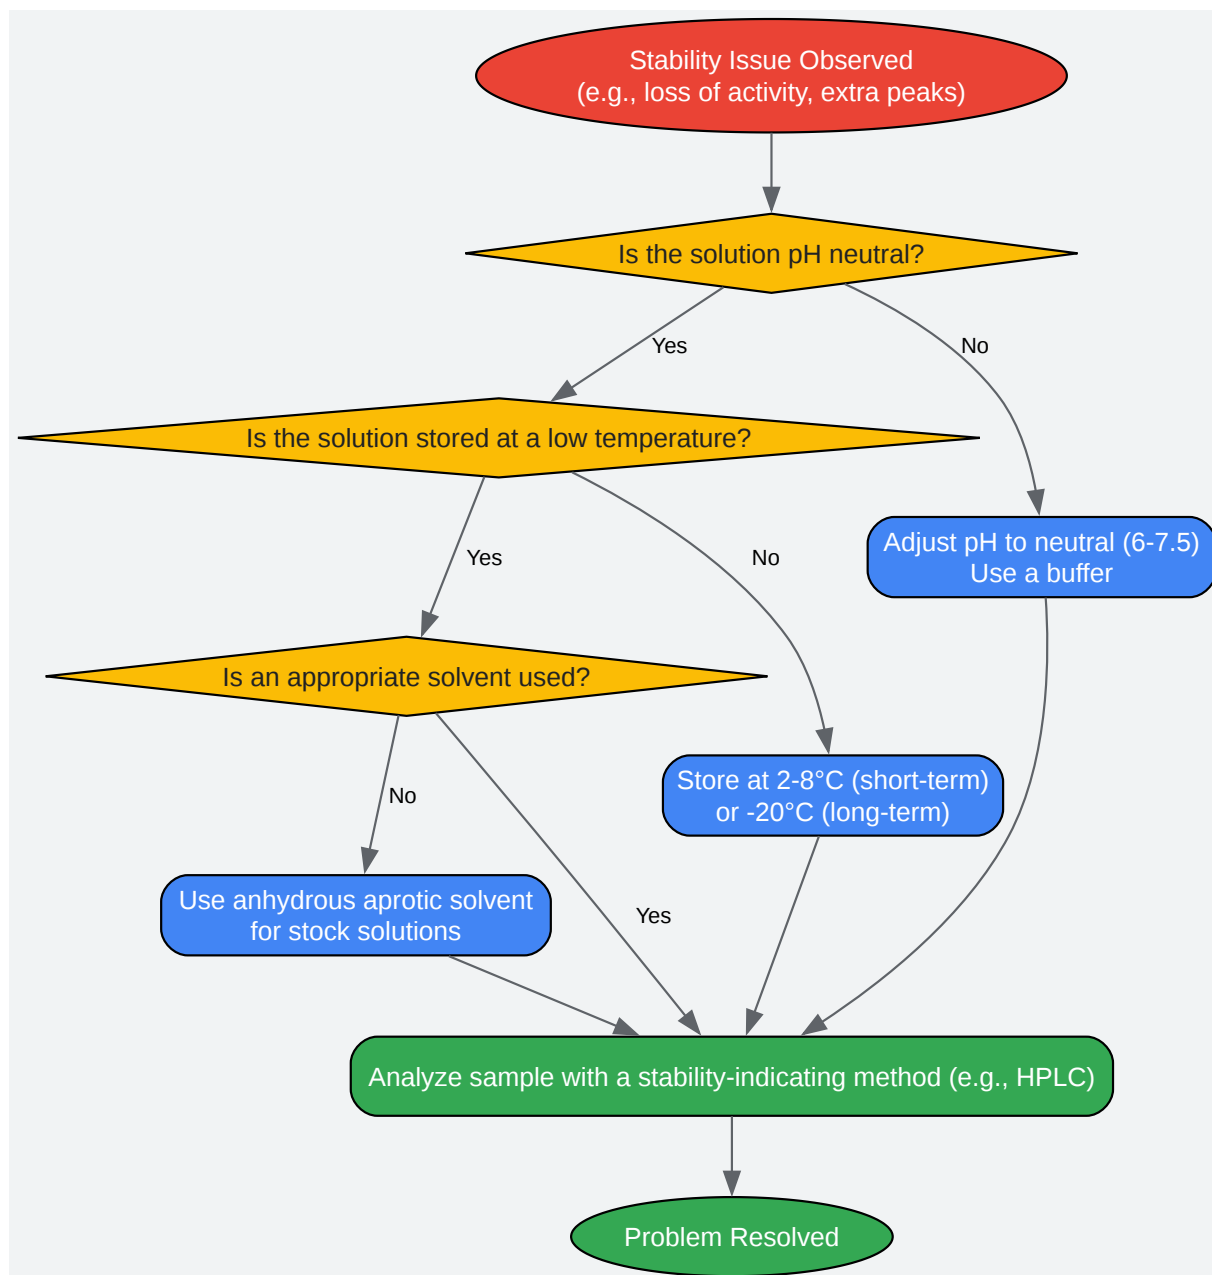 Stability Issue Observed
(e.g., loss of activity, extra peaks)
Is the solution pH neutral?
Yes
No
Is the solution stored at a low temperature?
Yes
No
Adjust pH to neutral (6-7.5)
Use a buffer
Is an appropriate solvent used?
No
Yes
Store at 2-8°C (short-term)
or -20°C (long-term)
Use anhydrous aprotic solvent
for stock solutions
Analyze sample with a stability-indicating method (e.g., HPLC)
Problem Resolved